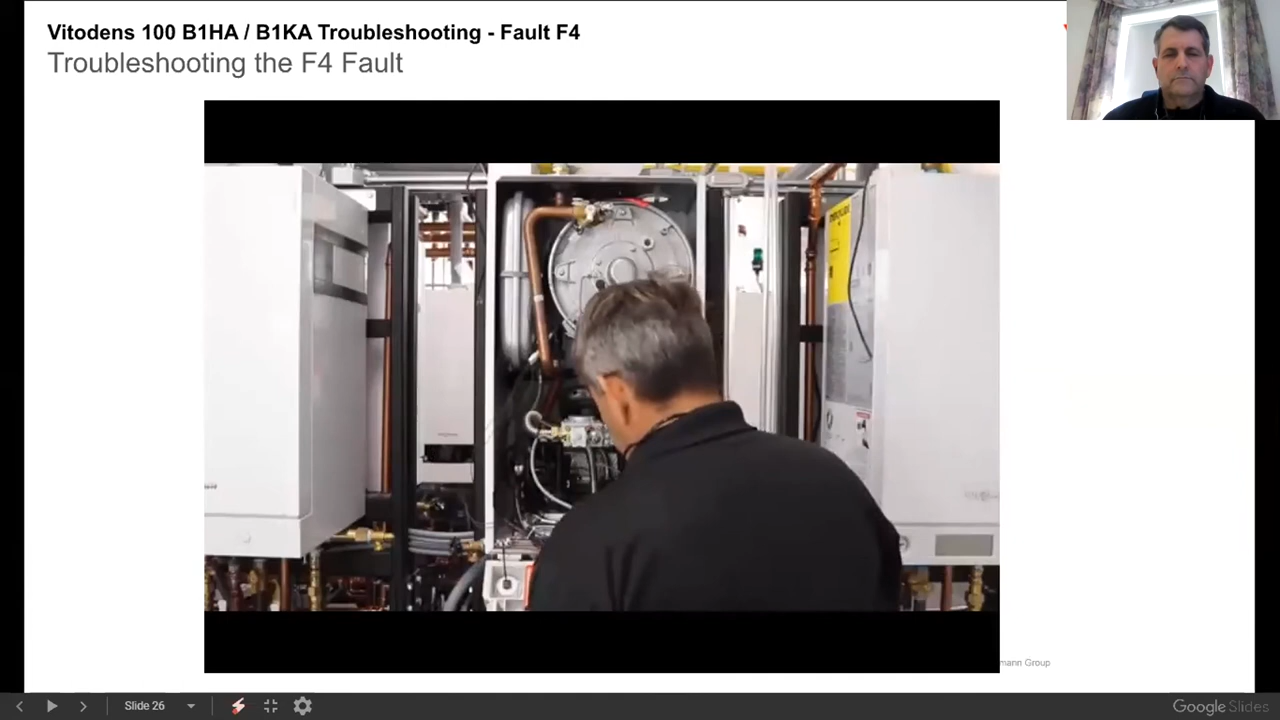 Vitodens 100 B1HA / B1KA Troubleshooting - Fault F4
Troubleshooting the F4 Fault
mann Group
Slide 26
Google Slides